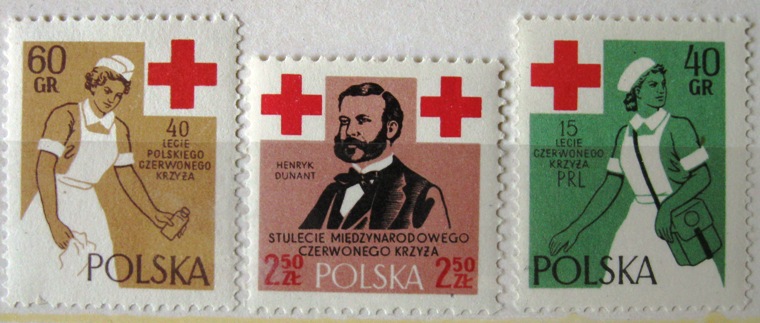 60
GR
40
LECIE
POLSKIEGO
CZERWONEGO
KRZYŻA
POLSKA
HENRYK
DUNANT
STULECIE MIĘDZYNARODOWEGO
CZERWONEGO KRZYŻA
2.50 ZŁ POLSKA 2.50 ZŁ
40
GR
15
LECIE
CZERWONEGO
KRZYŻA
PRL
POLSKA